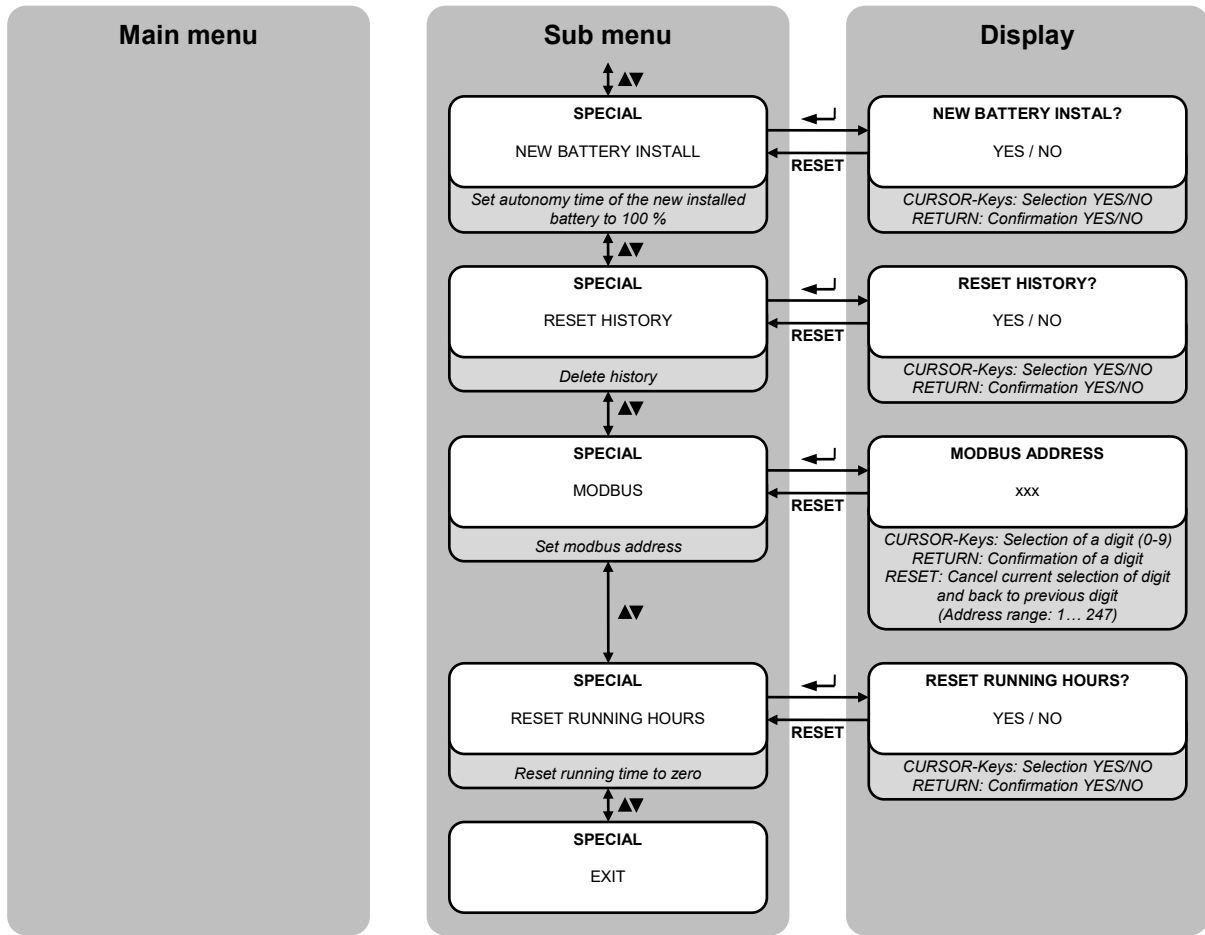 Main menu
Sub menu
Display
▲▼
SPECIAL
NEW BATTERY INSTALL
Set autonomy time of the new installed
battery to 100 %
RESET
NEW BATTERY INSTAL?
YES / NO
CURSOR-Keys: Selection YES/NO
RETURN: Confirmation YES/NO
▲▼
SPECIAL
RESET HISTORY
Delete history
RESET
RESET HISTORY?
YES / NO
CURSOR-Keys: Selection YES/NO
RETURN: Confirmation YES/NO
▲▼
SPECIAL
MODBUS
Set modbus address
RESET
MODBUS ADDRESS
xxx
CURSOR-Keys: Selection of a digit (0-9)
RETURN: Confirmation of a digit
RESET: Cancel current selection of digit
and back to previous digit
(Address range: 1… 247)
▲▼
SPECIAL
RESET RUNNING HOURS
Reset running time to zero
RESET
RESET RUNNING HOURS?
YES / NO
CURSOR-Keys: Selection YES/NO
RETURN: Confirmation YES/NO
▲▼
SPECIAL
EXIT